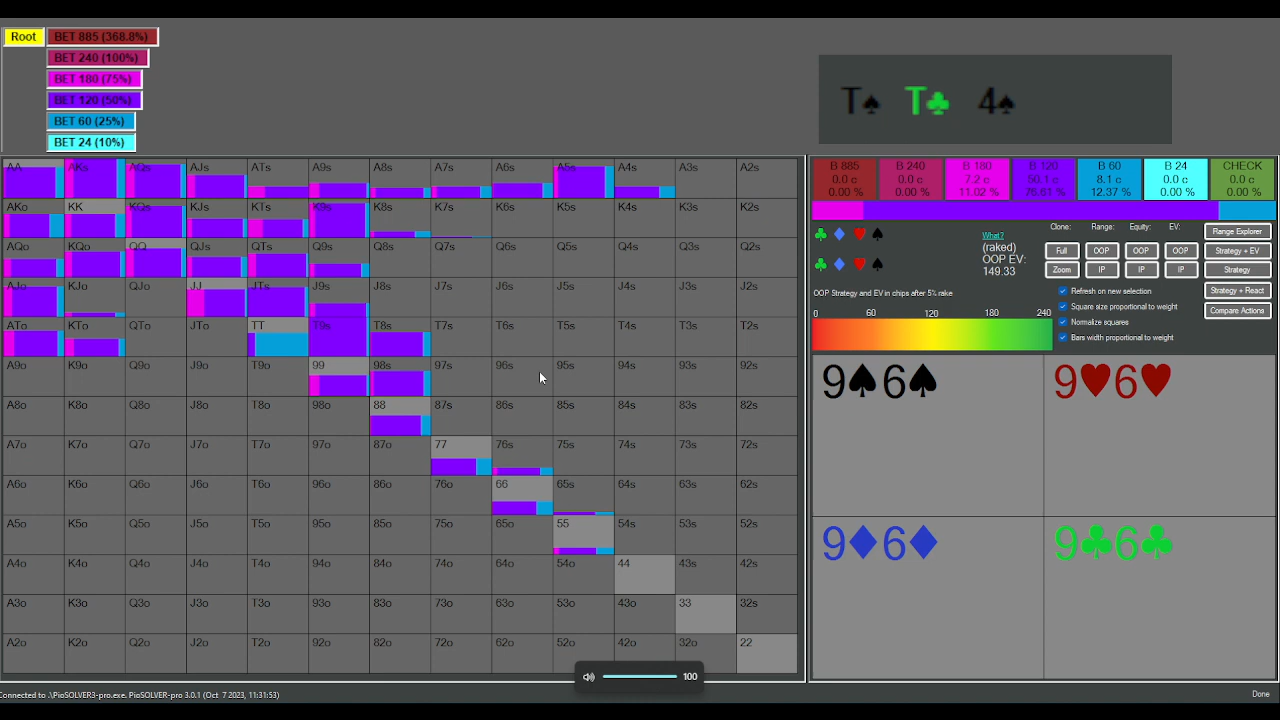 Root BET 885 (368.8%)
BET 240 (100%)
BET 180 (75%)
BET 120 (50%)
BET 60 (25%)
BET 24 (10%)
T♠ T♣ 4♠
AA AKs AQs AJs ATs A9s A8s A7s A6s A5s A4s A3s A2s
AKo KK KQs KJs KTs K9s K8s K7s K6s K5s K4s K3s K2s
AQo KQo QQ QJs QTs Q9s Q8s Q7s Q6s Q5s Q4s Q3s Q2s
AJo KJo QJo JJ JTs J9s J8s J7s J6s J5s J4s J3s J2s
ATo KTo QTo JTo TT T9s T8s T7s T6s T5s T4s T3s T2s
A9o K9o Q9o J9o T9o 99 98s 97s 96s 95s 94s 93s 92s
A8o K8o Q8o J8o T8o 98o 88 87s 86s 85s 84s 83s 82s
A7o K7o Q7o J7o T7o 97o 87o 77 76s 75s 74s 73s 72s
A6o K6o Q6o J6o T6o 96o 86o 76o 66 65s 64s 63s 62s
A5o K5o Q5o J5o T5o 95o 85o 75o 65o 55 54s 53s 52s
A4o K4o Q4o J4o T4o 94o 84o 74o 64o 54o 44 43s 42s
A3o K3o Q3o J3o T3o 93o 83o 73o 63o 53o 43o 33 32s
A2o K2o Q2o J2o T2o 92o 82o 72o 62o 52o 42o 32o 22
B 885 B 240 B 180 B 120 B 60 B 24 CHECK
0.0 c 0.0 c 7.2 c 50.1 c 8.1 c 0.0 c 0.0 c
0.00 % 0.00 % 11.02 % 76.61 % 12.37 % 0.00 % 0.00 %
♣ ♦ ♥ ♠
♣ ♦ ♥ ♠
What?
(raked)
OOP EV:
149.33
Clone: Range: Equity: EV:
Full OOP OOP OOP
Zoom IP IP IP
Range Explorer
Strategy + EV
Strategy
Strategy + React
Compare Actions
Refresh on new selection
Square size proportional to weight
Normalize squares
Bars width proportional to weight
OOP Strategy and EV in chips after 5% rake
0 60 120 180 240
9♠6♠ 9♥6♥
9♦6♦ 9♣6♣
100
Connected to .\PioSOLVER3-pro.exe. PioSOLVER-pro 3.0.1 (Oct 7 2023, 11:31:53)
Done